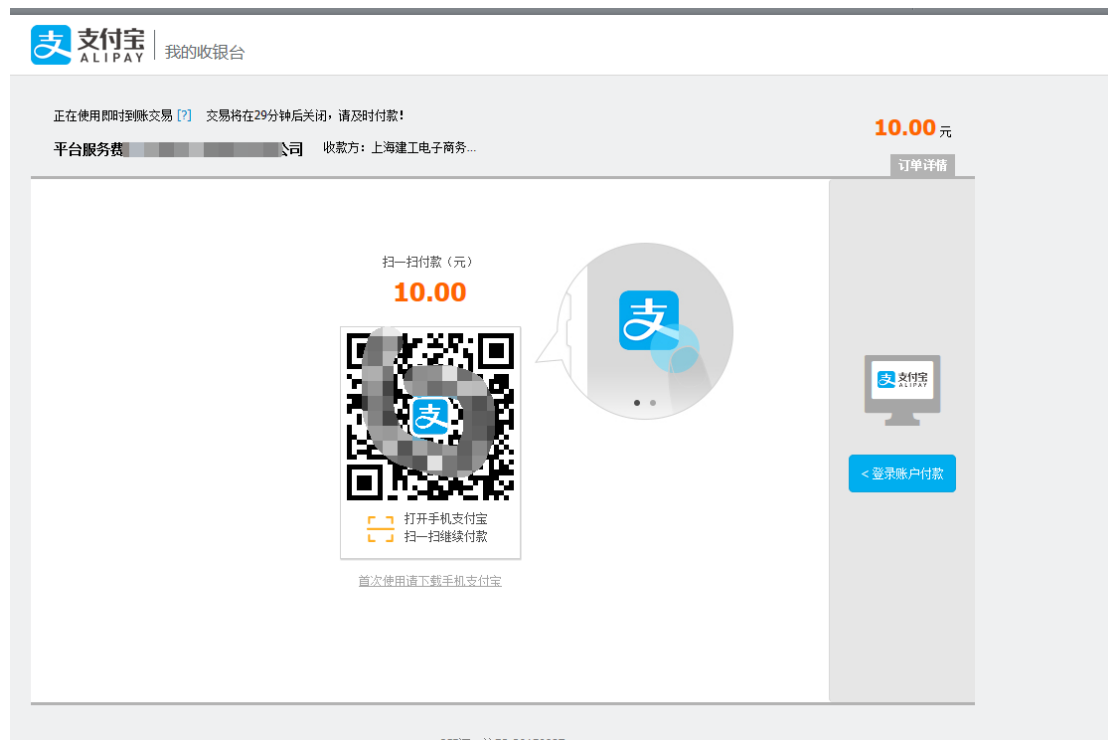 支付宝 我的收银台
ALIPAY
正在使用即时到账交易 [?] 交易将在29分钟后关闭，请及时付款！
10.00 元
平台服务费 公司 收款方：上海建工电子商务...
订单详情
扫一扫付款（元）
10.00
支
支
支付宝
ALIPAY
<登录账户付款
打开手机支付宝
扫一扫继续付款
首次使用请下载手机支付宝